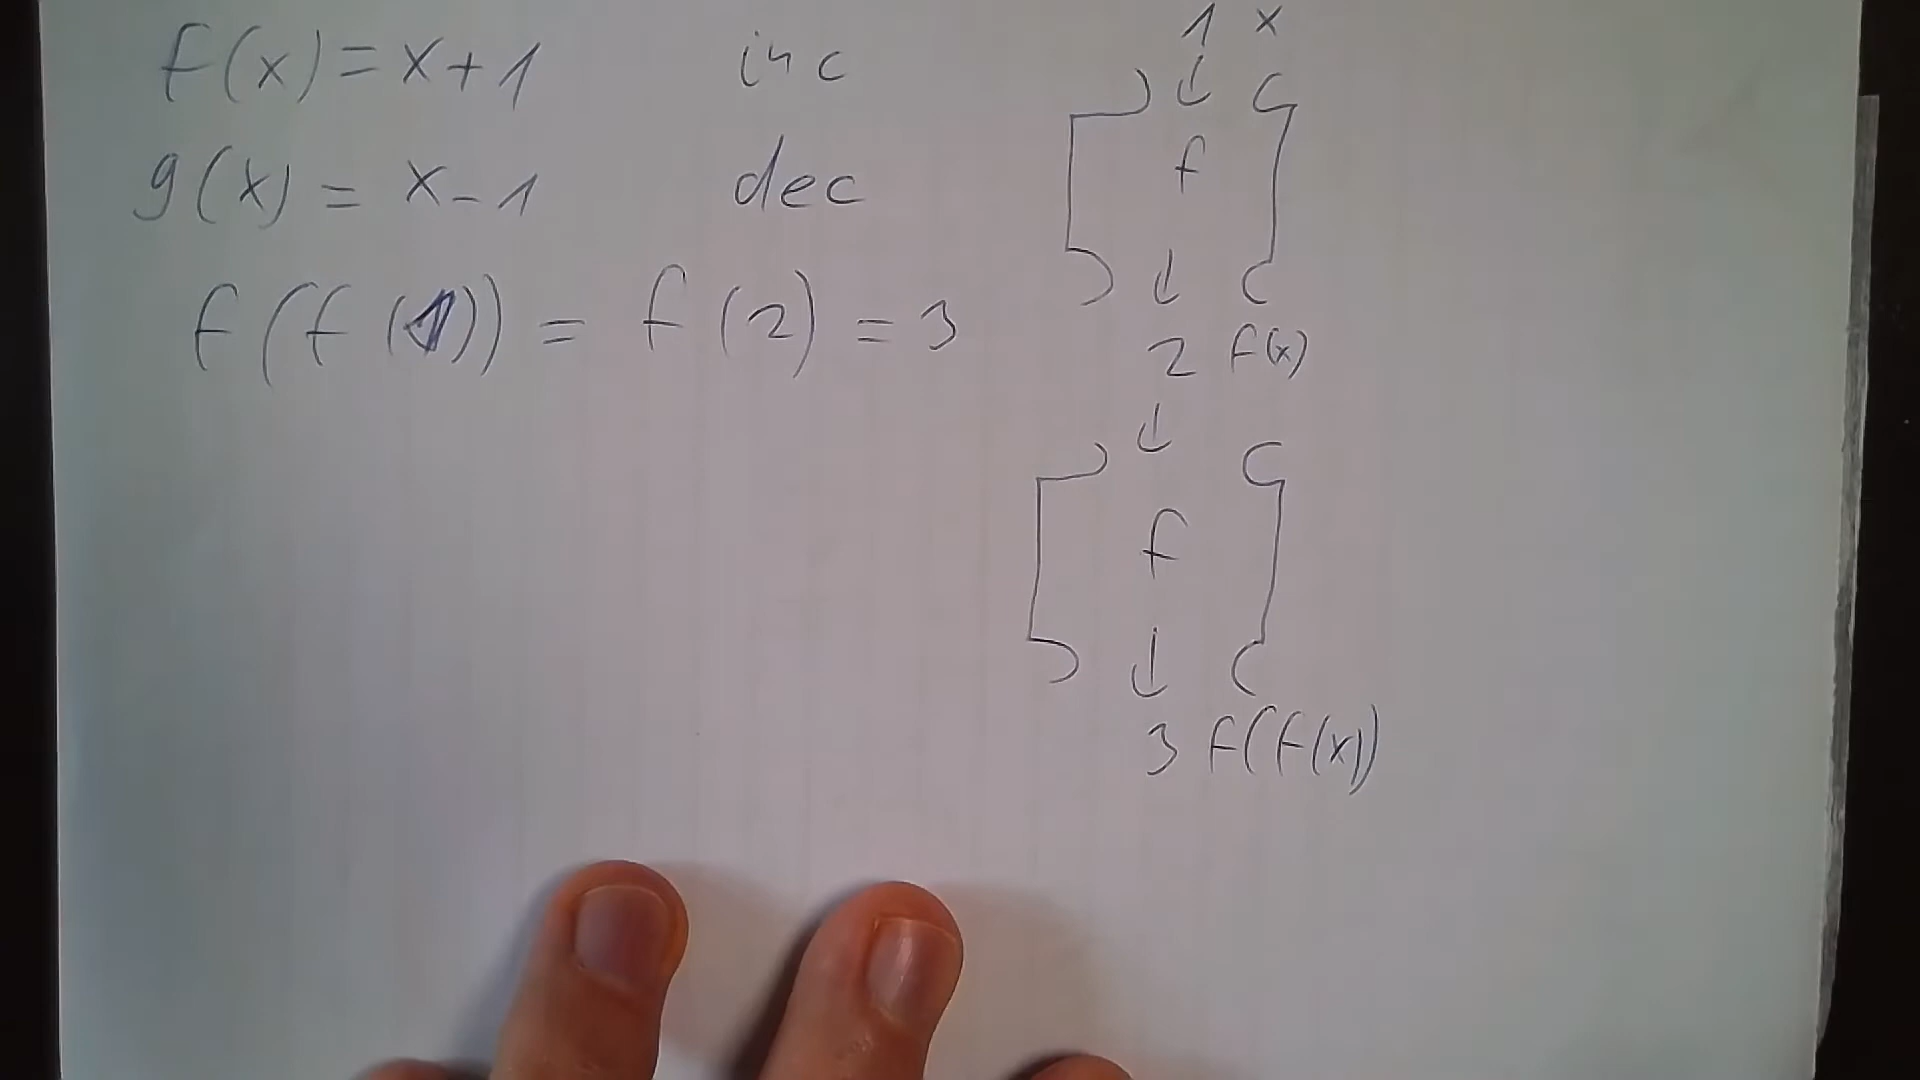 f(x) = x + 1 inc
g(x) = x - 1 dec
f(f(1)) = f(2) = 3
1 x
f
2 f(x)
f
3 f(f(x))